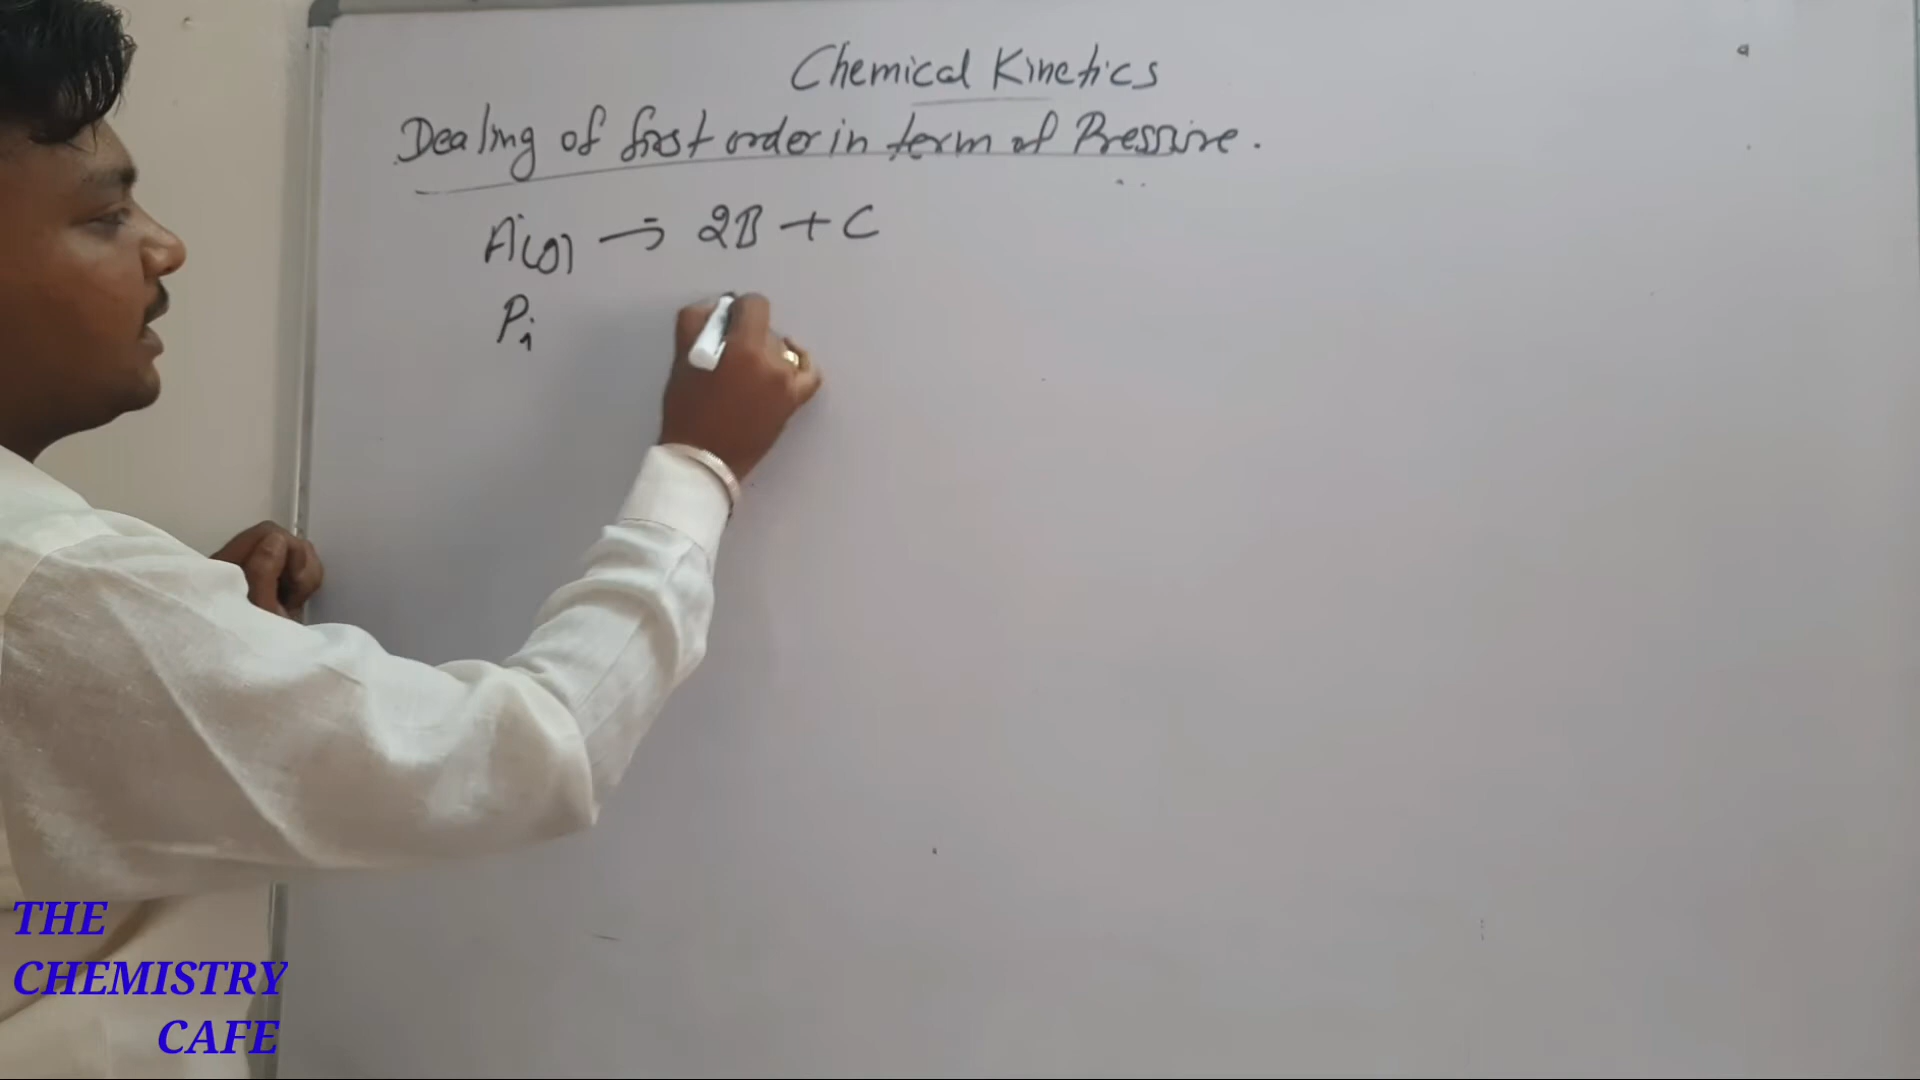 Chemical Kinetics
Dealing of first order in term of Pressure.
A(g) → 2B + C
Pi
THE
CHEMISTRY
CAFE